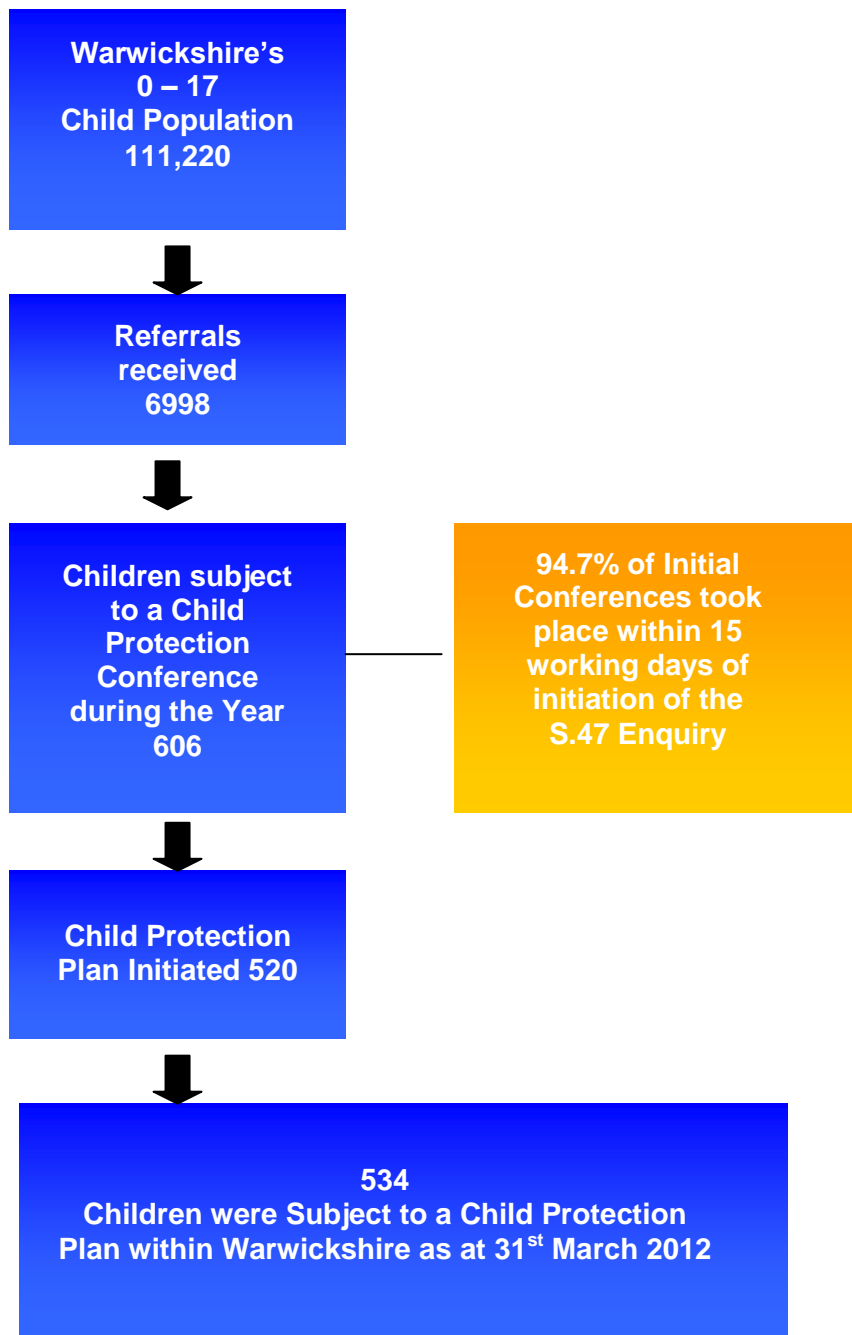 Warwickshire’s
0 – 17
Child Population
111,220
Referrals
received
6998
Children subject
to a Child
Protection
Conference
during the Year
606
94.7% of Initial
Conferences took
place within 15
working days of
initiation of the
S.47 Enquiry
Child Protection
Plan Initiated 520
534
Children were Subject to a Child Protection
Plan within Warwickshire as at 31st March 2012